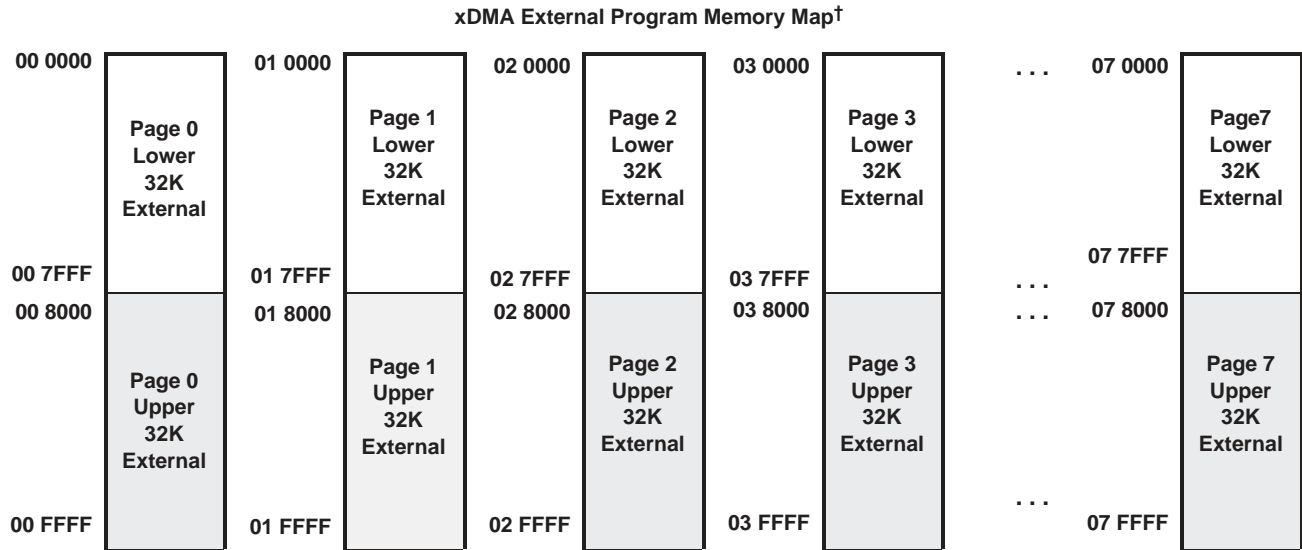 xDMA External Program Memory Map†
00 0000
Page 0
Lower
32K
External
00 7FFF
00 8000
Page 0
Upper
32K
External
00 FFFF
01 0000
Page 1
Lower
32K
External
01 7FFF
01 8000
Page 1
Upper
32K
External
01 FFFF
02 0000
Page 2
Lower
32K
External
02 7FFF
02 8000
Page 2
Upper
32K
External
02 FFFF
03 0000
Page 3
Lower
32K
External
03 7FFF
03 8000
Page 3
Upper
32K
External
03 FFFF
. . .
. . .
. . .
. . .
07 0000
Page7
Lower
32K
External
07 7FFF
07 8000
Page 7
Upper
32K
External
07 FFFF